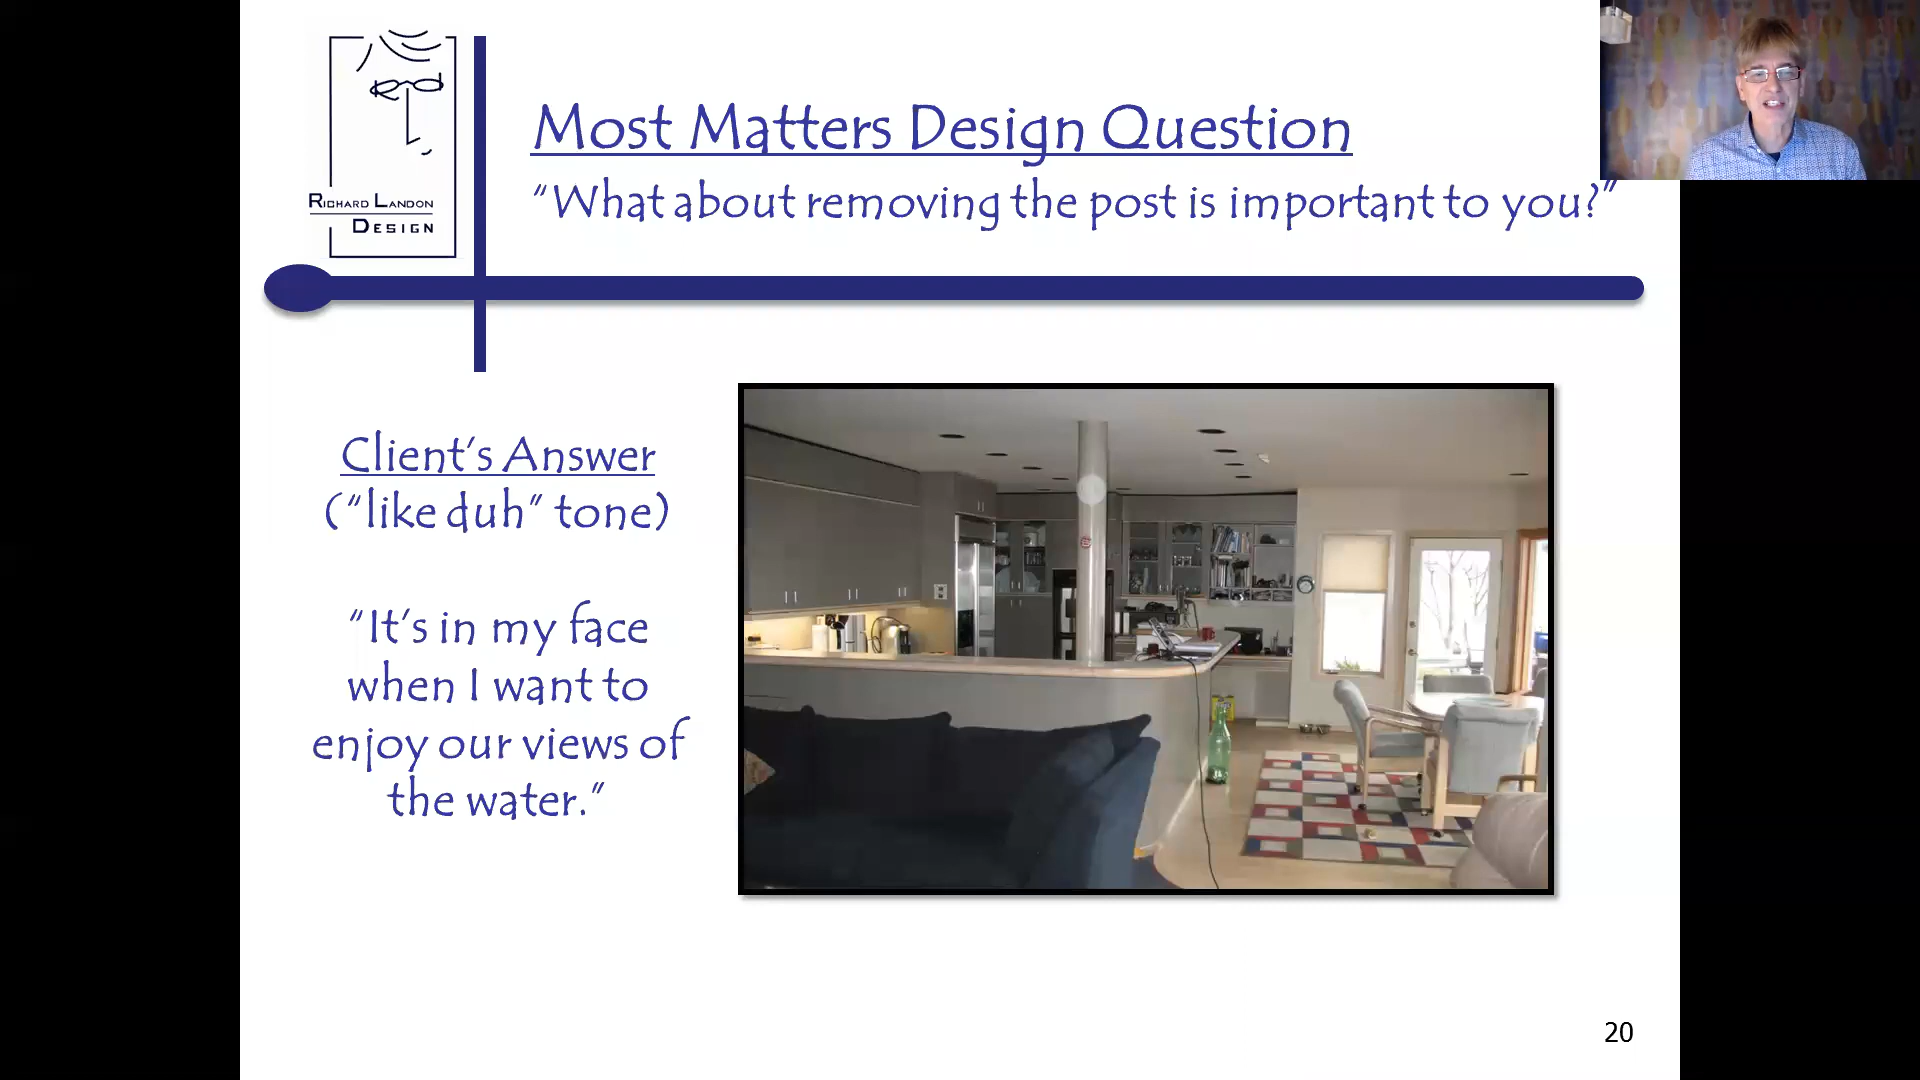 RICHARD LANDON
DESIGN
Most Matters Design Question
“What about removing the post is important to you?”
Client’s Answer
(“like duh” tone)
“It’s in my face
when I want to
enjoy our views of
the water.”
20